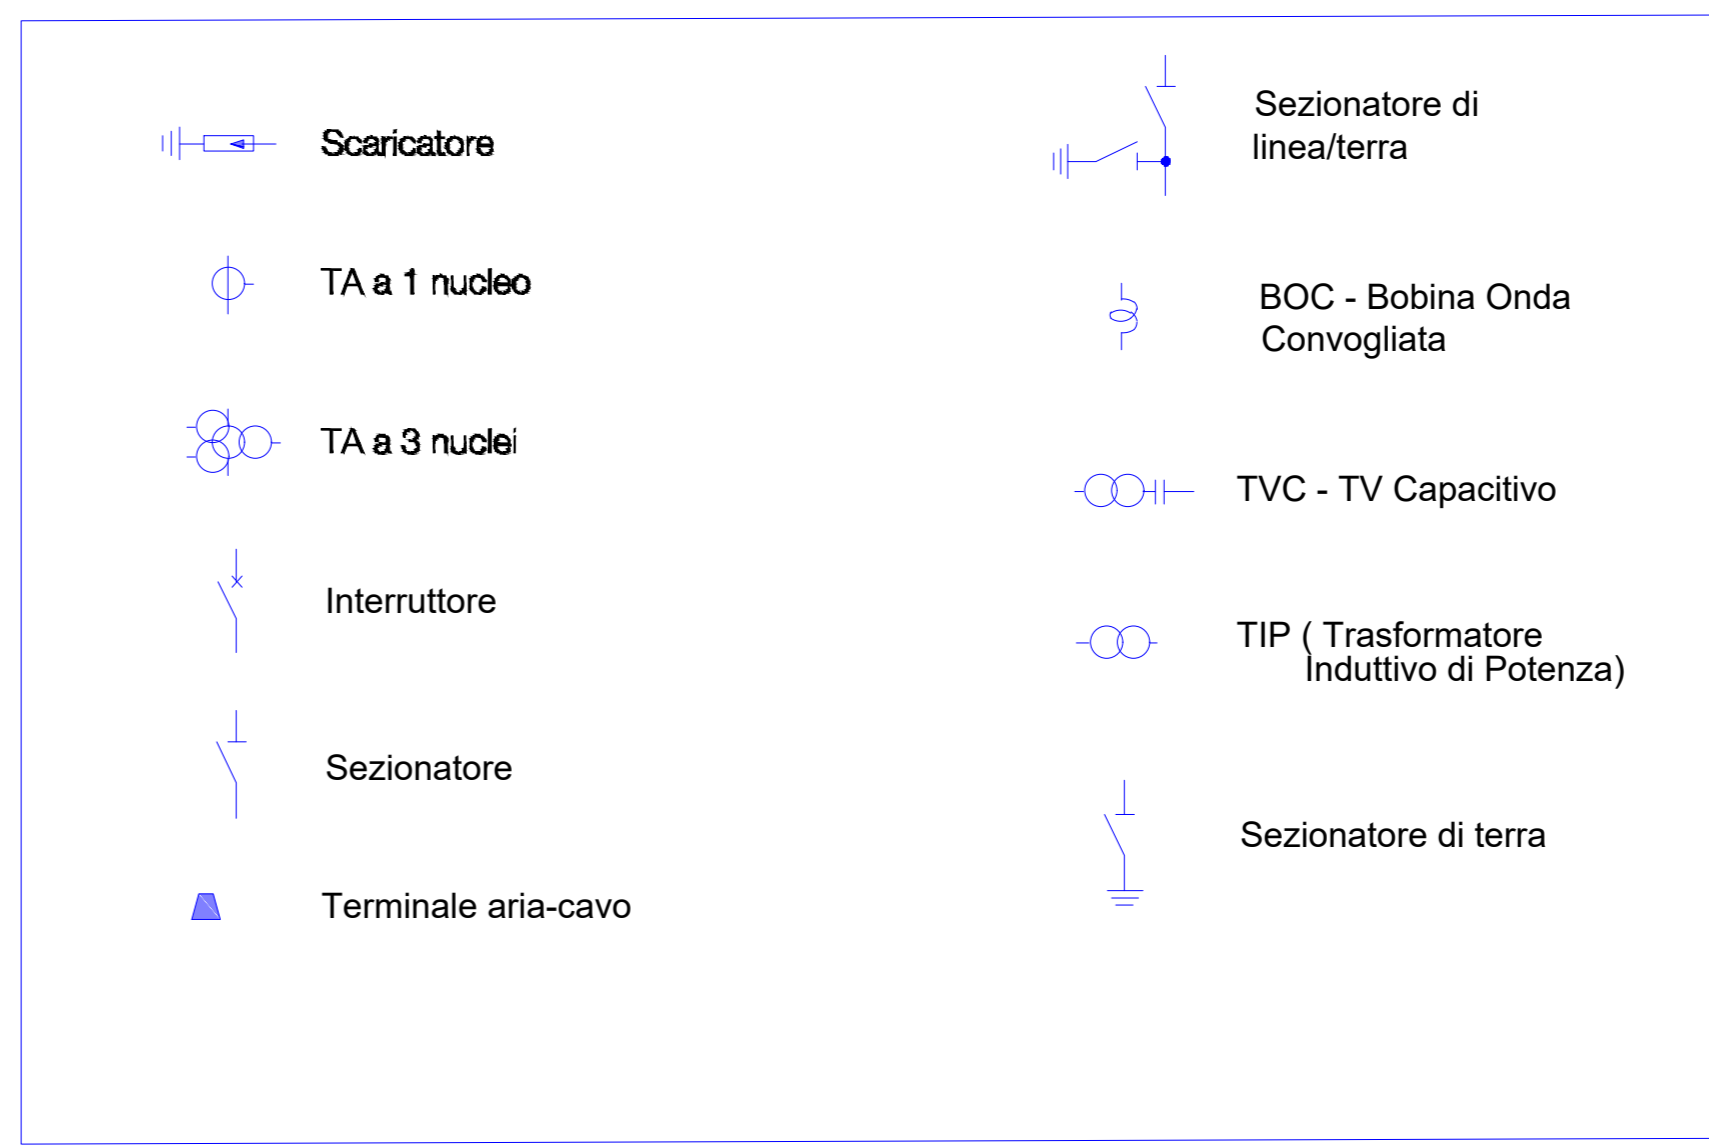 Scaricatore
TA a 1 nucleo
TA a 3 nuclei
Interruttore
Sezionatore
Terminale aria-cavo
Sezionatore di
linea/terra
BOC - Bobina Onda
Convogliata
TVC - TV Capacitivo
TIP ( Trasformatore
Induttivo di Potenza)
Sezionatore di terra